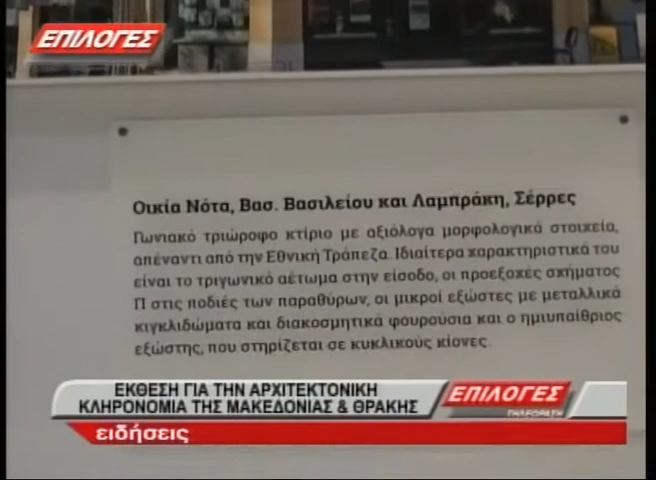 ΕΠΙΛΟΓΕΣ
Οικία Νότα, Βασ. Βασιλείου και Λαμπράκη, Σέρρες
Γωνιακό τριώροφο κτίριο με αξιόλογα μορφολογικά στοιχεία,
απέναντι από την Εθνική Τράπεζα. Ιδιαίτερα χαρακτηριστικά του
είναι το τριγωνικό αέτωμα στην είσοδο, οι προεξοχές σχήματος
Π στις ποδιές των παραθύρων, οι μικροί εξώστες με μεταλλικά
κιγκλιδώματα και διακοσμητικά φουρούσια και ο ημιυπαίθριος
εξώστης, που στηρίζεται σε κυκλικούς κίονες.
ΕΚΘΕΣΗ ΓΙΑ ΤΗΝ ΑΡΧΙΤΕΚΤΟΝΙΚΗ
ΚΛΗΡΟΝΟΜΙΑ ΤΗΣ ΜΑΚΕΔΟΝΙΑΣ & ΘΡΑΚΗΣ
ΕΠΙΛΟΓΕΣ
ΤΗΛΕΟΡΑΣΗ
ειδήσεις